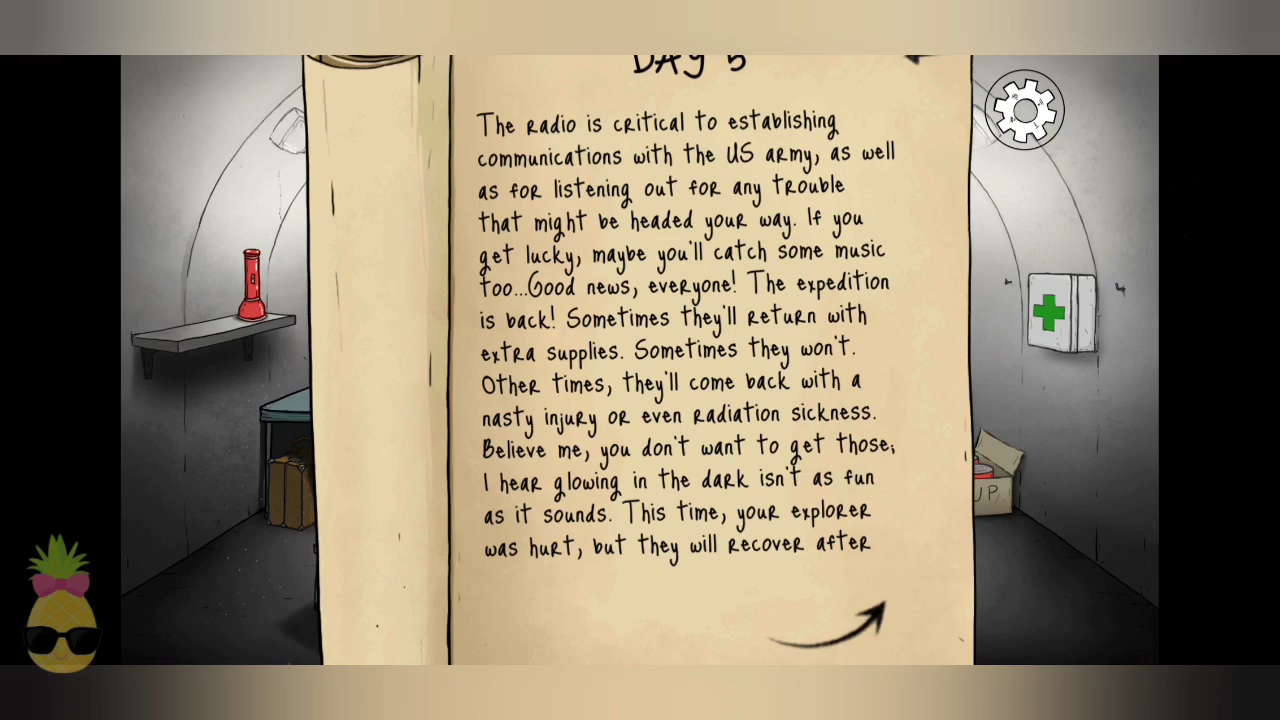 DAY 5
The radio is critical to establishing
communications with the US army, as well
as for listening out for any trouble
that might be headed your way. If you
get lucky, maybe you'll catch some music
too...Good news, everyone! The expedition
is back! Sometimes they'll return with
extra supplies. Sometimes they won't.
Other times, they'll come back with a
nasty injury or even radiation sickness.
Believe me, you don't want to get those;
I hear glowing in the dark isn't as fun
as it sounds. This time, your explorer
was hurt, but they will recover after
UP